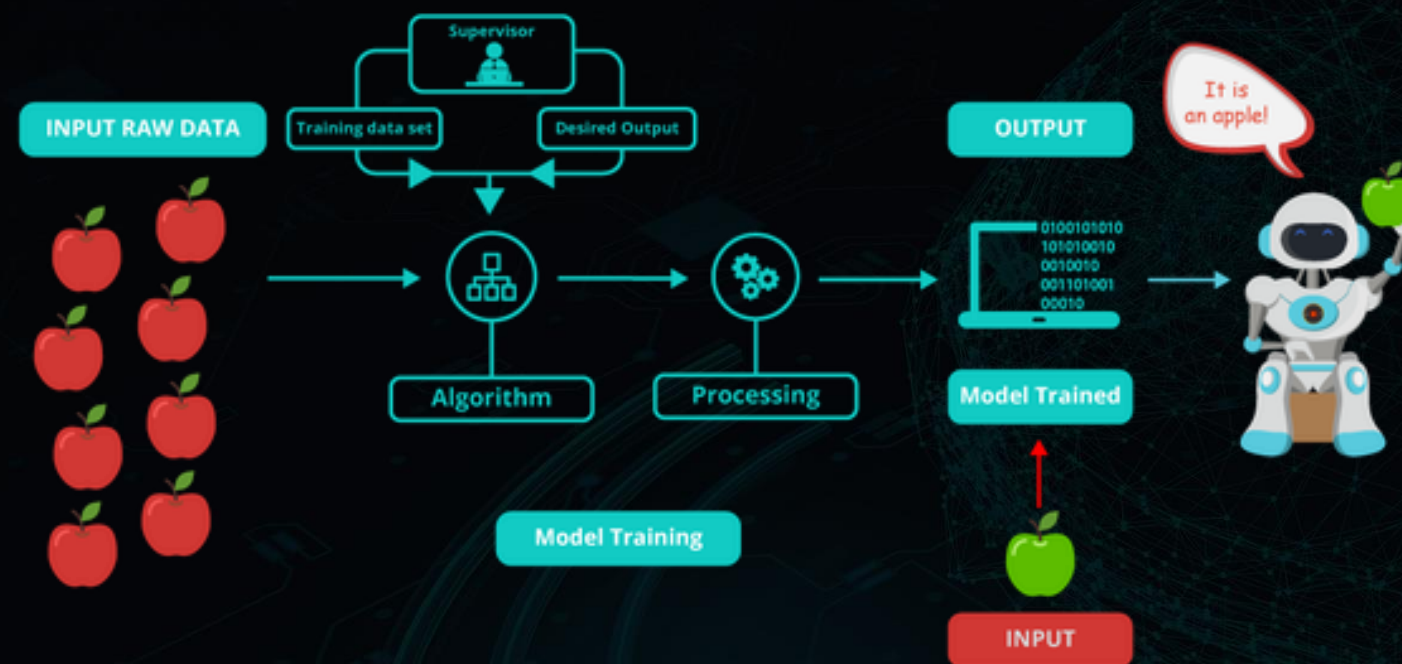 Supervisor
INPUT RAW DATA
Training data set
Desired Output
OUTPUT
It is
an apple!
0100101010
101010010
0010010
001101001
00010
Algorithm
Processing
Model Trained
Model Training
INPUT